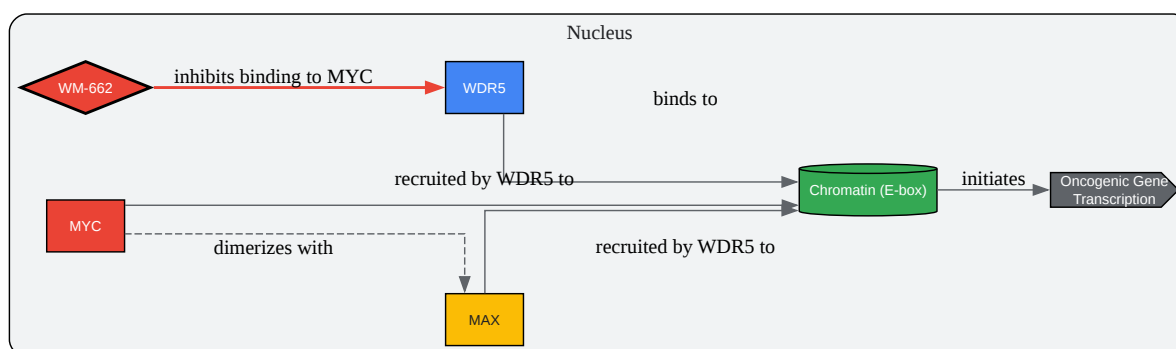 Nucleus
WM-662
inhibits binding to MYC
WDR5
binds to
recruited by WDR5 to
Chromatin (E-box)
initiates
Oncogenic Gene
Transcription
MYC
dimerizes with
recruited by WDR5 to
MAX